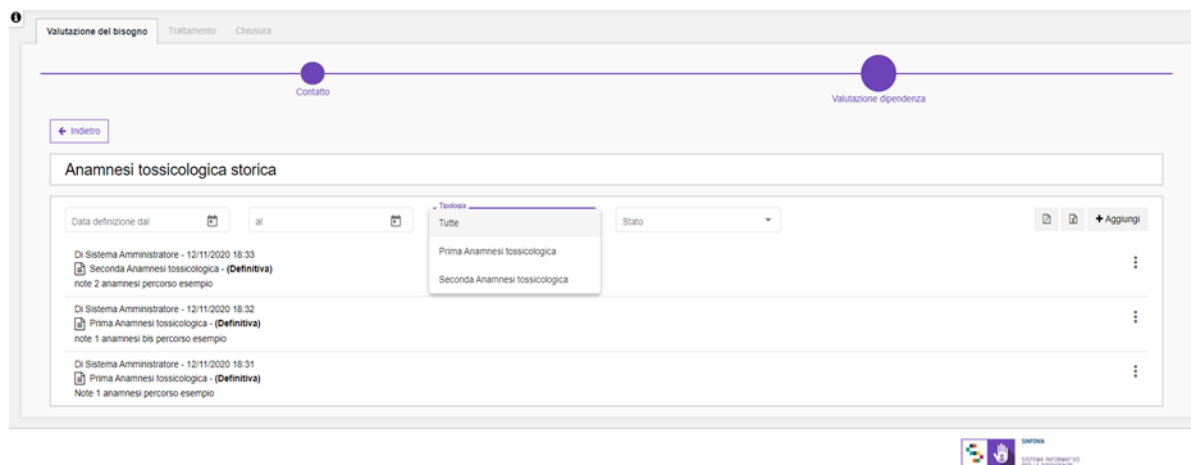 Valutazione del bisogno Trattamento Chiusura
Contatto
Valutazione dipendenza
Indietro
Anamnesi tossicologica storica
Data definizione dal al Tipologia Stato Aggiungi
Tutte
Prima Anamnesi tossicologica
Seconda Anamnesi tossicologica
Di Sistema Amministratore - 12/11/2020 18:33
Seconda Anamnesi tossicologica - (Definitiva)
note 2 anamnesi percorso esempio
Di Sistema Amministratore - 12/11/2020 18:32
Prima Anamnesi tossicologica - (Definitiva)
note 1 anamnesi bis percorso esempio
Di Sistema Amministratore - 12/11/2020 18:31
Prima Anamnesi tossicologica - (Definitiva)
Note 1 anamnesi percorso esempio
SINFONIA
SISTEMA INFORMATIVO